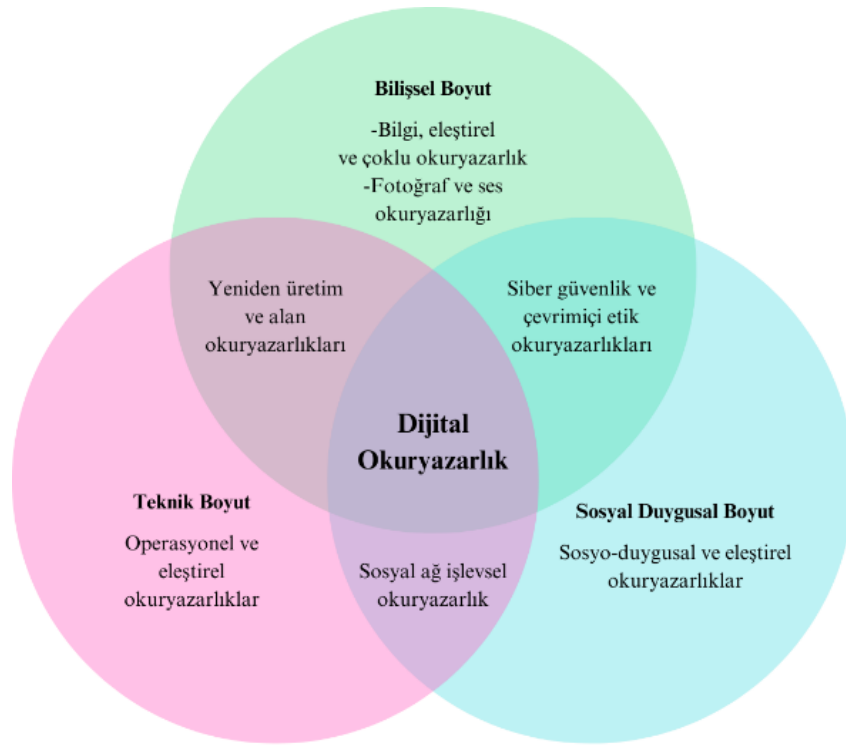 Bilişsel Boyut
-Bilgi, eleştirel
ve çoklu okuryazarlık
-Fotoğraf ve ses
okuryazarlığı
Yeniden üretim
ve alan
okuryazarlıkları
Siber güvenlik ve
çevrimiçi etik
okuryazarlıkları
Dijital
Okuryazarlık
Teknik Boyut
Operasyonel ve
eleştirel
okuryazarlıklar
Sosyal ağ işlevsel
okuryazarlık
Sosyal Duygusal Boyut
Sosyo-duygusal ve eleştirel
okuryazarlıklar